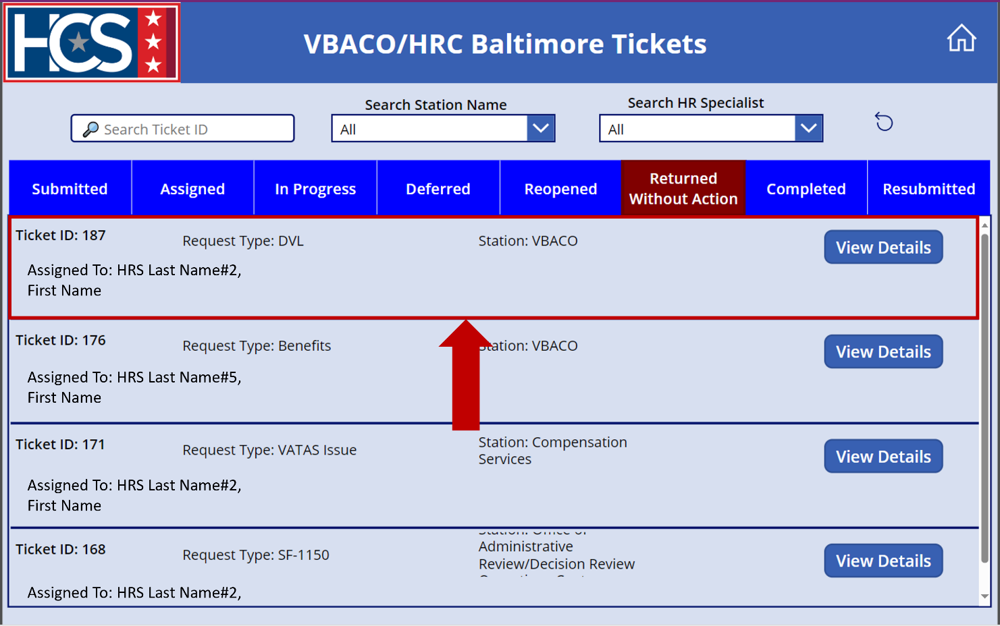 HCS
VBACO/HRC Baltimore Tickets
Search Station Name
Search HR Specialist
Search Ticket ID
All
All
Submitted
Assigned
In Progress
Deferred
Reopened
Returned
Without Action
Completed
Resubmitted
Ticket ID: 187
Request Type: DVL
Station: VBACO
View Details
Assigned To: HRS Last Name#2,
First Name
Ticket ID: 176
Request Type: Benefits
Station: VBACO
View Details
Assigned To: HRS Last Name#5,
First Name
Ticket ID: 171
Request Type: VATAS Issue
Station: Compensation
Services
View Details
Assigned To: HRS Last Name#2,
First Name
Ticket ID: 168
Request Type: SF-1150
Station: Office of
Administrative
Review/Decision Review
View Details
Assigned To: HRS Last Name#2,